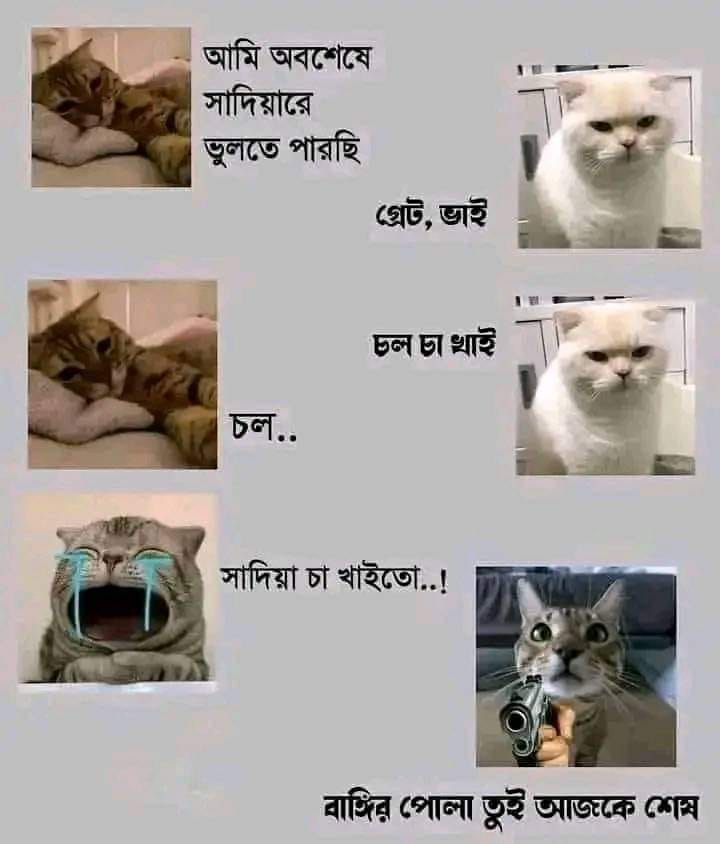 আমি অবশেষে
সাদিয়ারে
ভুলতে পারছি
গ্রেট, ভাই
চল চা খাই
চল..
সাদিয়া চা খাইতো..!
বাঙ্গির পোলা তুই আজকে শেষ